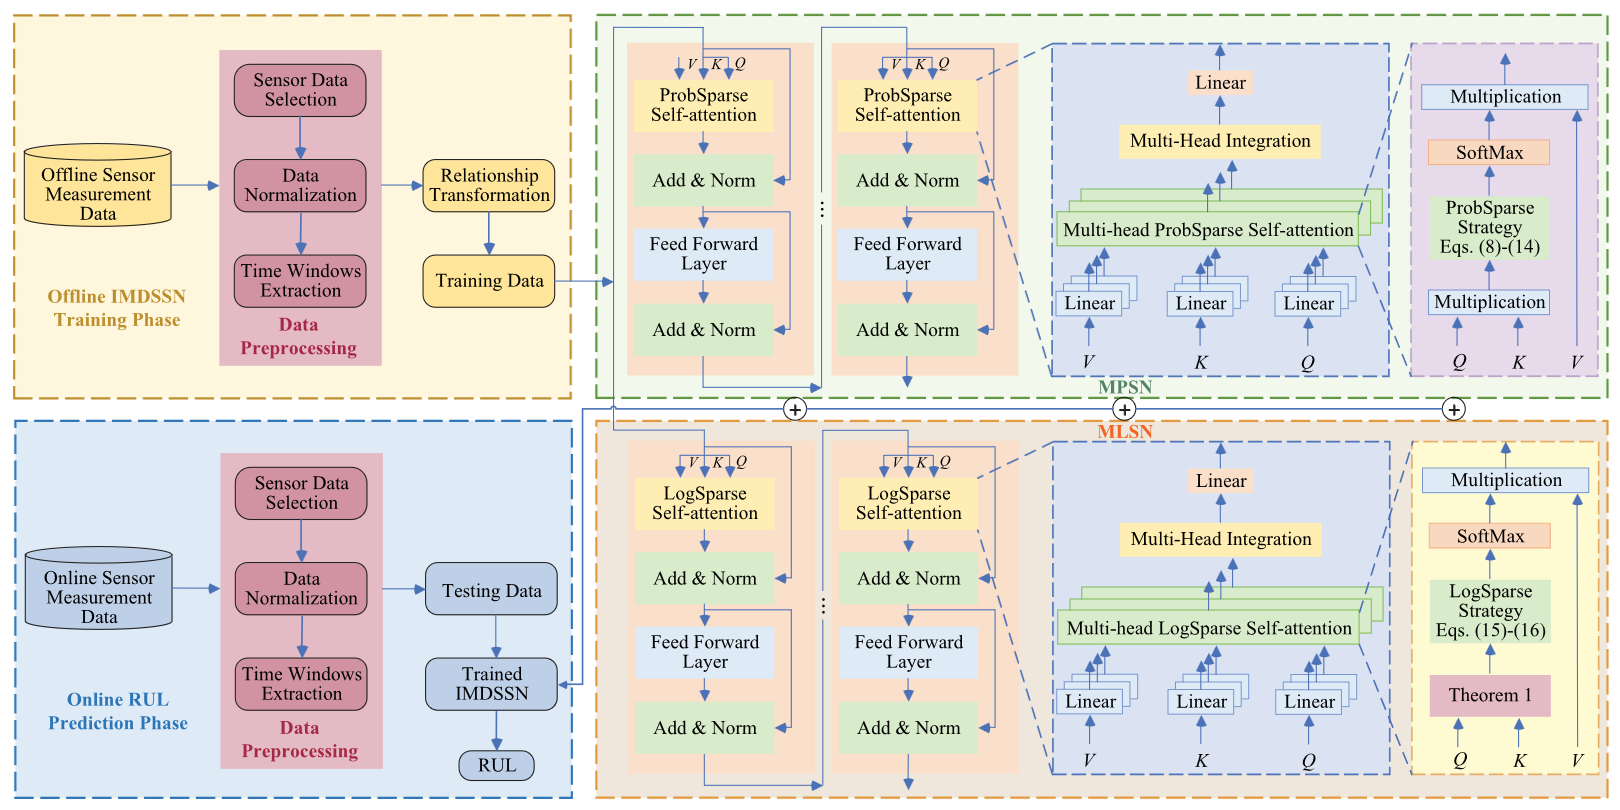 Sensor Data
Selection
Offline Sensor
Measurement
Data
Data
Normalization
Relationship
Transformation
Time Windows
Extraction
Training Data
Offline IMDSSN
Training Phase
Data
Preprocessing
V K Q
ProbSparse
Self-attention
Add & Norm
Feed Forward
Layer
Add & Norm
...
V K Q
ProbSparse
Self-attention
Add & Norm
Feed Forward
Layer
Add & Norm
Linear
Multi-Head Integration
Multi-head ProbSparse Self-attention
Linear Linear Linear
V K Q
Multiplication
SoftMax
ProbSparse
Strategy
Eqs. (8)-(14)
Multiplication
Q K V
MPSN
+ + +
Sensor Data
Selection
Online Sensor
Measurement
Data
Data
Normalization
Testing Data
Time Windows
Extraction
Trained
IMDSSN
Online RUL
Prediction Phase
Data
Preprocessing
RUL
MLSN
V K Q
LogSparse
Self-attention
Add & Norm
Feed Forward
Layer
Add & Norm
...
V K Q
LogSparse
Self-attention
Add & Norm
Feed Forward
Layer
Add & Norm
Linear
Multi-Head Integration
Multi-head LogSparse Self-attention
Linear Linear Linear
V K Q
Multiplication
SoftMax
LogSparse
Strategy
Eqs. (15)-(16)
Theorem 1
Q K V